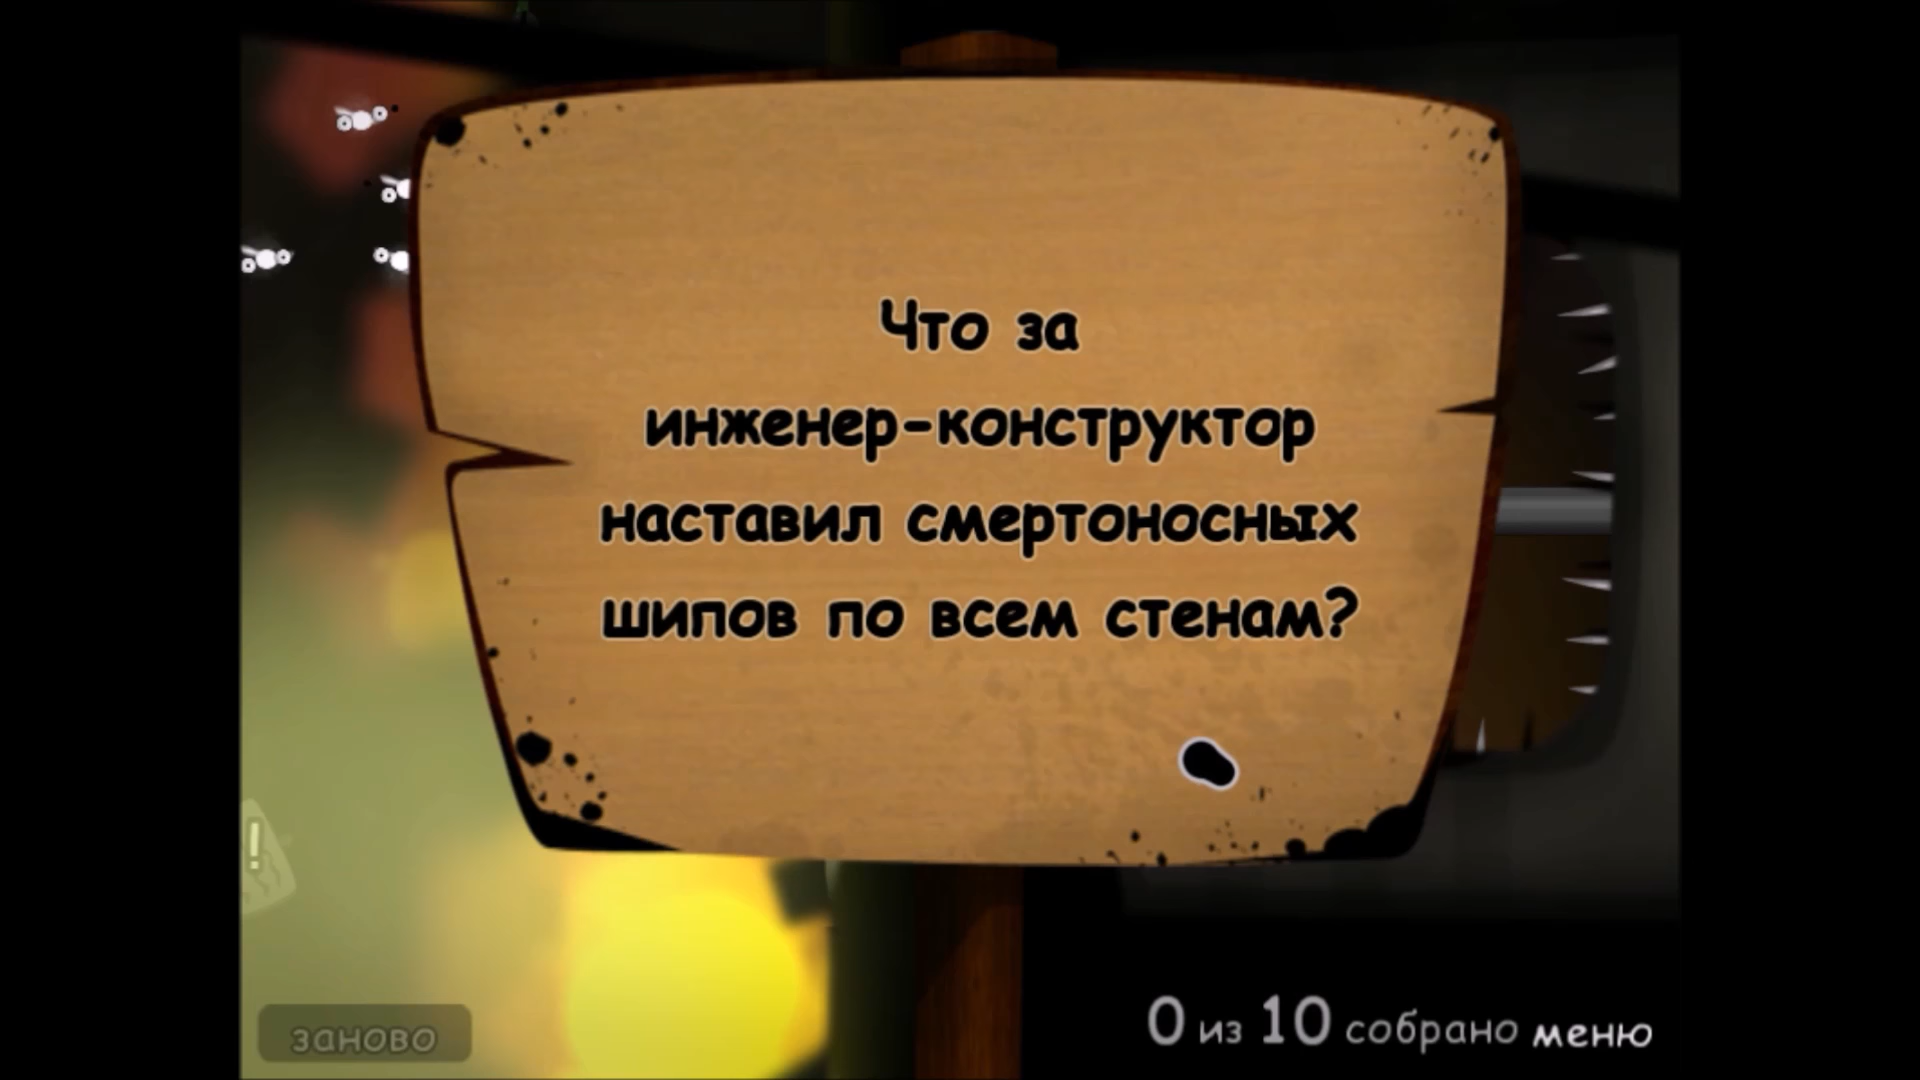 Что за
инженер-конструктор
наставил смертоносных
шипов по всем стенам?
!
заново
0 из 10 собрано меню